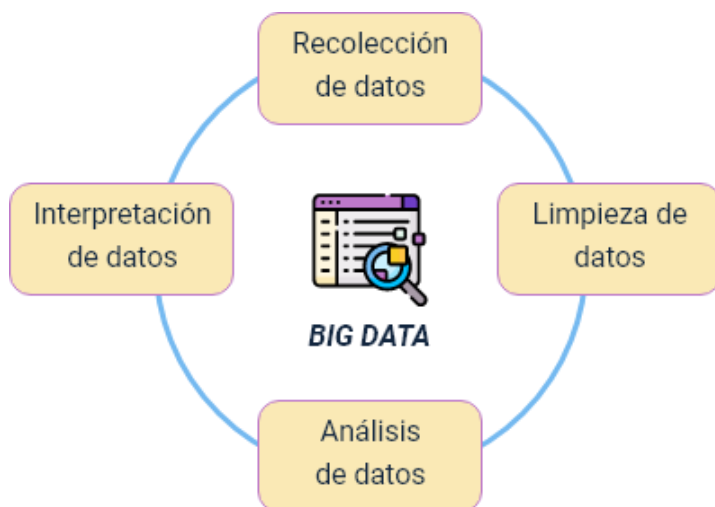 Recolección
de datos
Interpretación
de datos
Limpieza de
datos
BIG DATA
Análisis
de datos